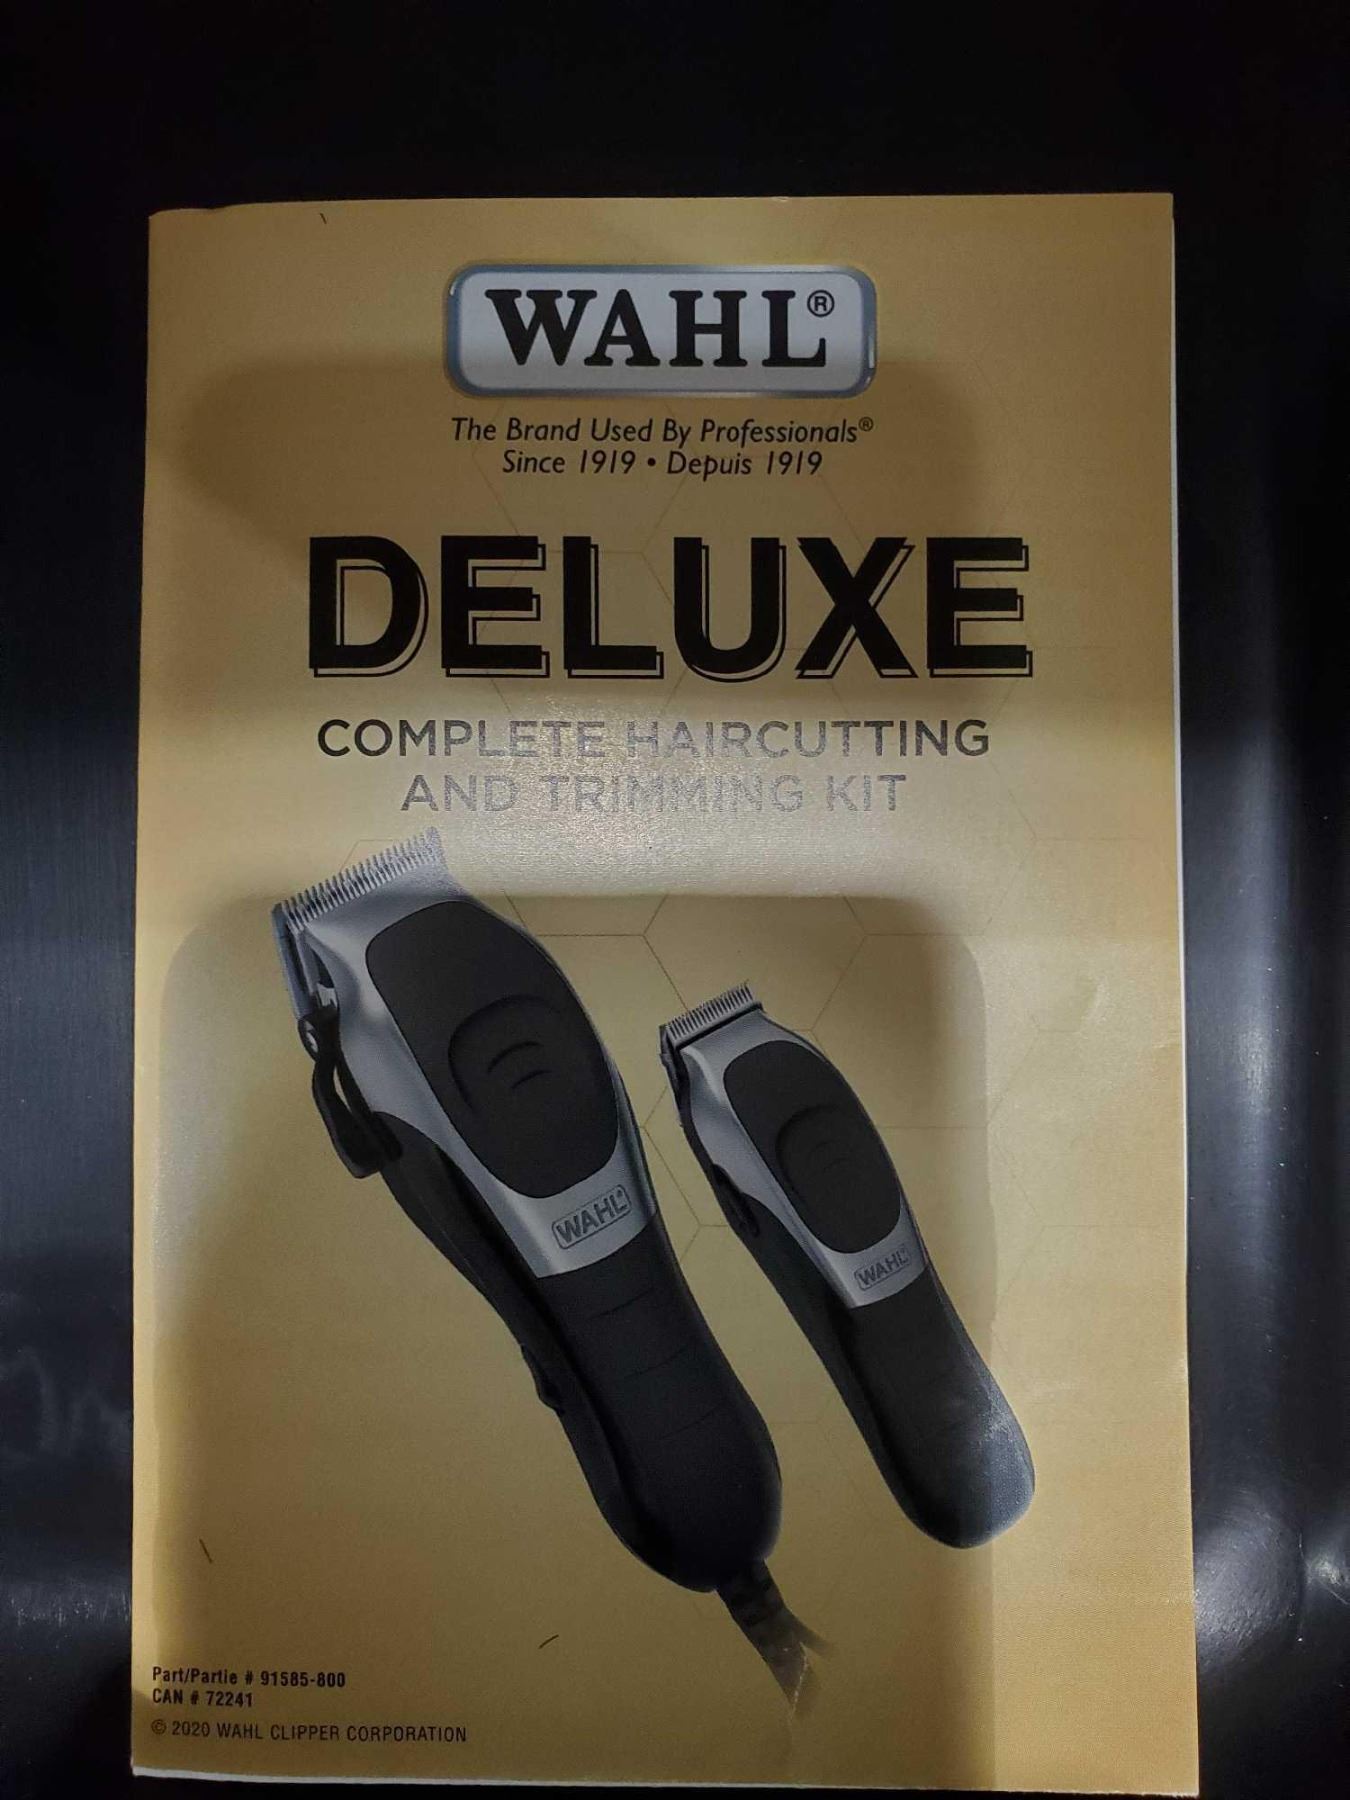 WAHL®
The Brand Used By Professionals®
Since 1919 • Depuis 1919
DELUXE
COMPLETE HAIRCUTTING
AND TRIMMING KIT
WAHL®
WAHL®
Part/Partie # 91585-800
CAN # 72241
© 2020 WAHL CLIPPER CORPORATION